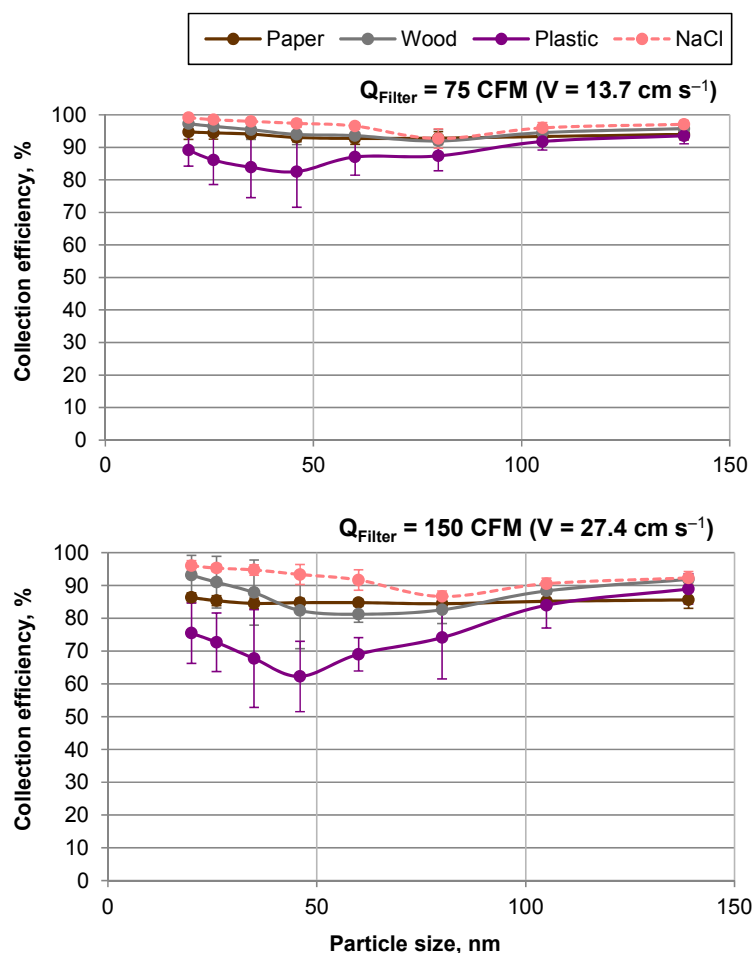 Paper Wood Plastic NaCl
Q_Filter = 75 CFM (V = 13.7 cm s⁻¹)
Collection efficiency, %
100
90
80
70
60
50
40
30
20
10
0
0 50 100 150
Q_Filter = 150 CFM (V = 27.4 cm s⁻¹)
Collection efficiency, %
100
90
80
70
60
50
40
30
20
10
0
0 50 100 150
Particle size, nm